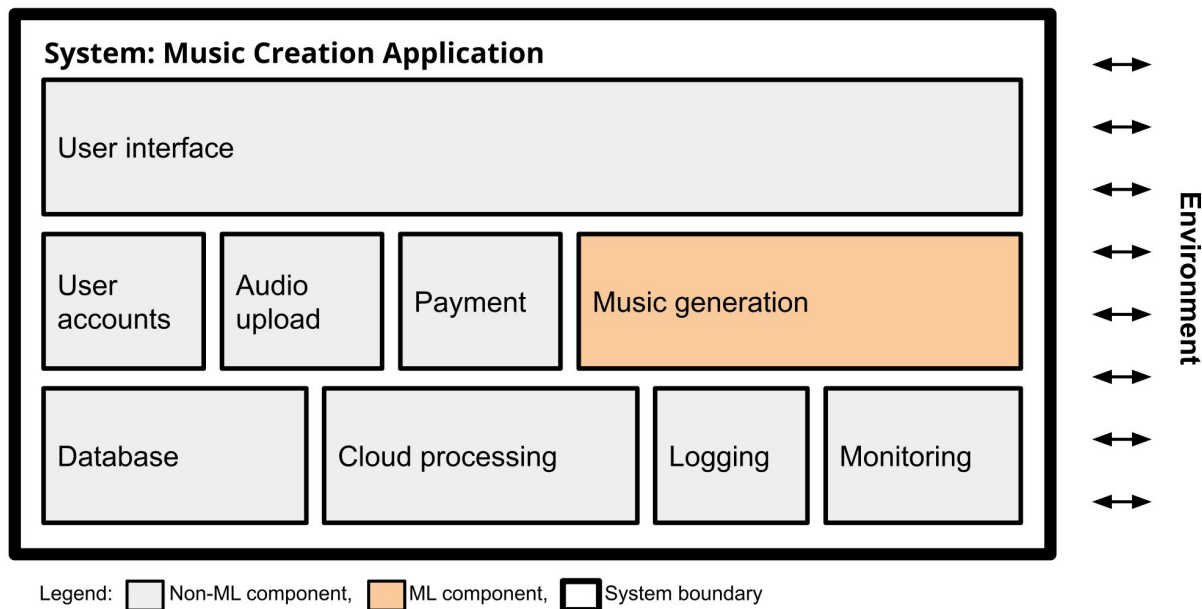 System: Music Creation Application
User interface
User
accounts
Audio
upload
Payment
Music generation
Database
Cloud processing
Logging
Monitoring
Environment
Legend: Non-ML component, ML component, System boundary